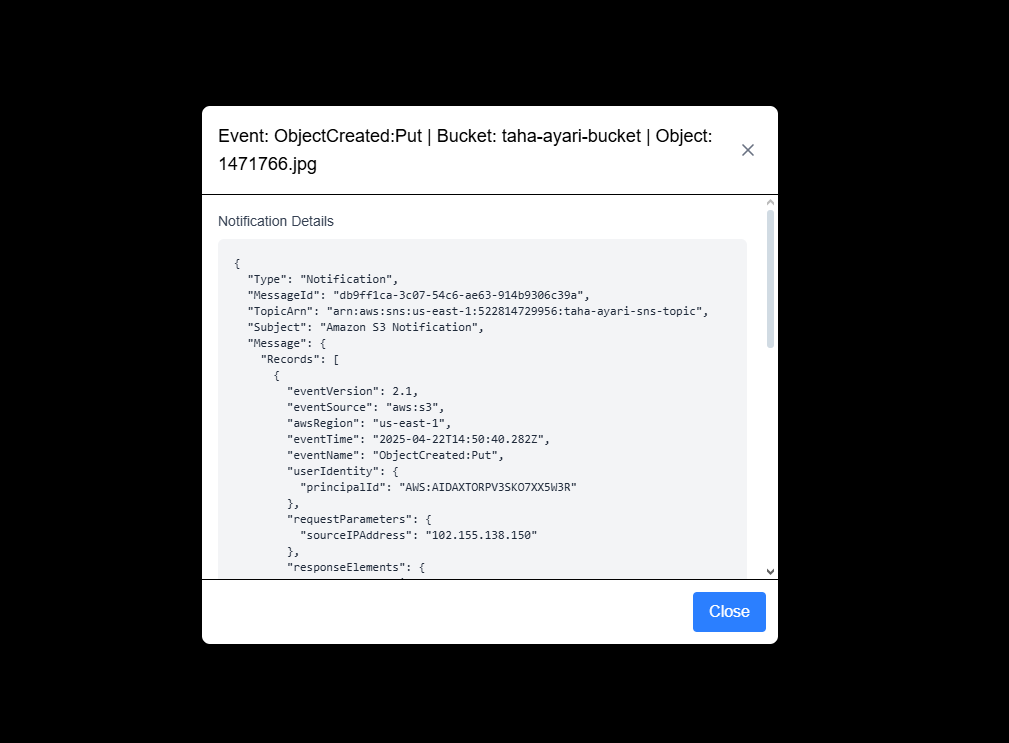 Event: ObjectCreated:Put | Bucket: taha-ayari-bucket | Object:
1471766.jpg
Notification Details
{
  "Type": "Notification",
  "MessageId": "db9ff1ca-3c07-54c6-ae63-914b9306c39a",
  "TopicArn": "arn:aws:sns:us-east-1:522814729956:taha-ayari-sns-topic",
  "Subject": "Amazon S3 Notification",
  "Message": {
    "Records": [
      {
        "eventVersion": 2.1,
        "eventSource": "aws:s3",
        "awsRegion": "us-east-1",
        "eventTime": "2025-04-22T14:50:40.282Z",
        "eventName": "ObjectCreated:Put",
        "userIdentity": {
          "principalId": "AWS:AIDAXTORPV3SKO7XX5W3R"
        },
        "requestParameters": {
          "sourceIPAddress": "102.155.138.150"
        },
        "responseElements": {
Close